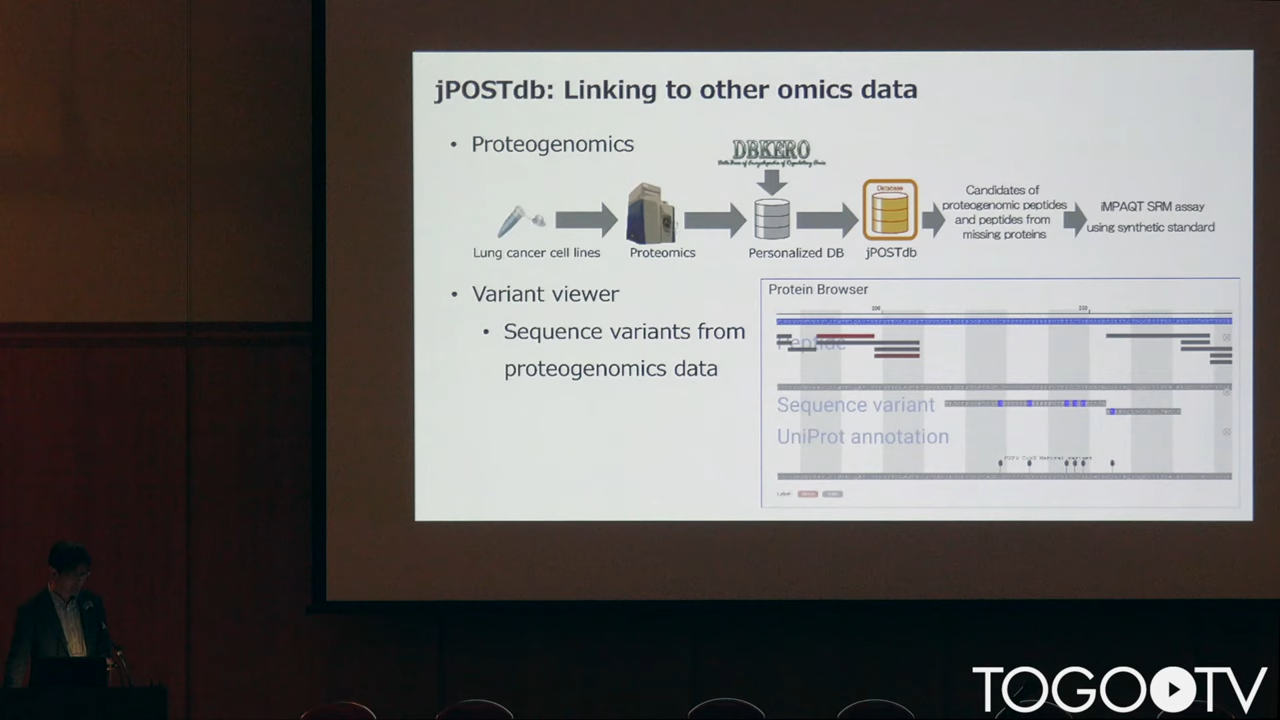 jPOSTdb: Linking to other omics data
• Proteogenomics
DBKERO
Lung cancer cell lines
Proteomics
Personalized DB
Database
jPOSTdb
Candidates of
proteogenomic peptides
and peptides from
missing proteins
iMPAQT SRM assay
using synthetic standard
• Variant viewer
• Sequence variants from
proteogenomics data
Protein Browser
Peptide
Sequence variant
UniProt annotation
TOGOTV